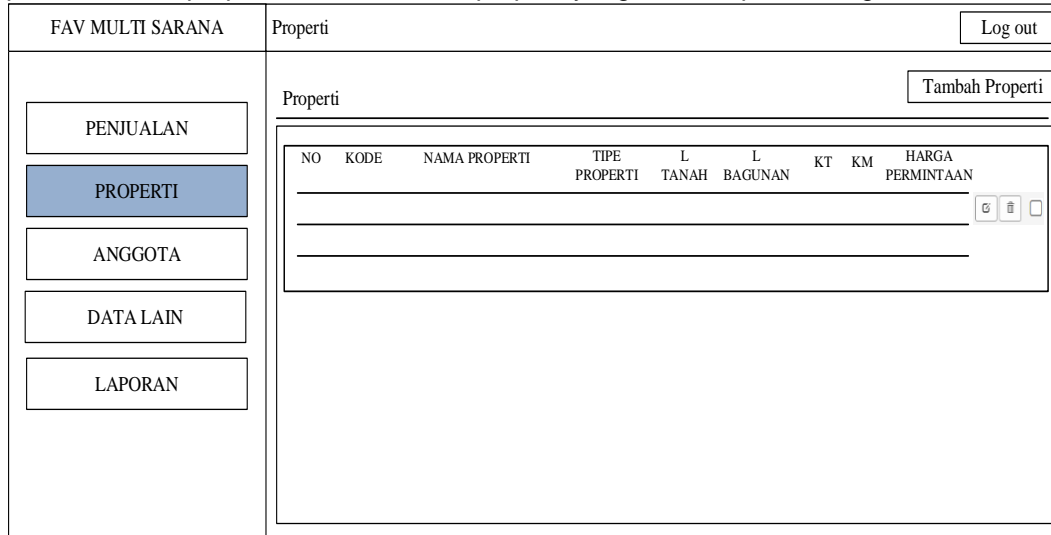 FAV MULTI SARANA
Properti
Log out
Properti
Tambah Properti
PENJUALAN
PROPERTI
ANGGOTA
DATA LAIN
LAPORAN
NO KODE NAMA PROPERTI TIPE PROPERTI L TANAH L BAGUNAN KT KM HARGA PERMINTAAN